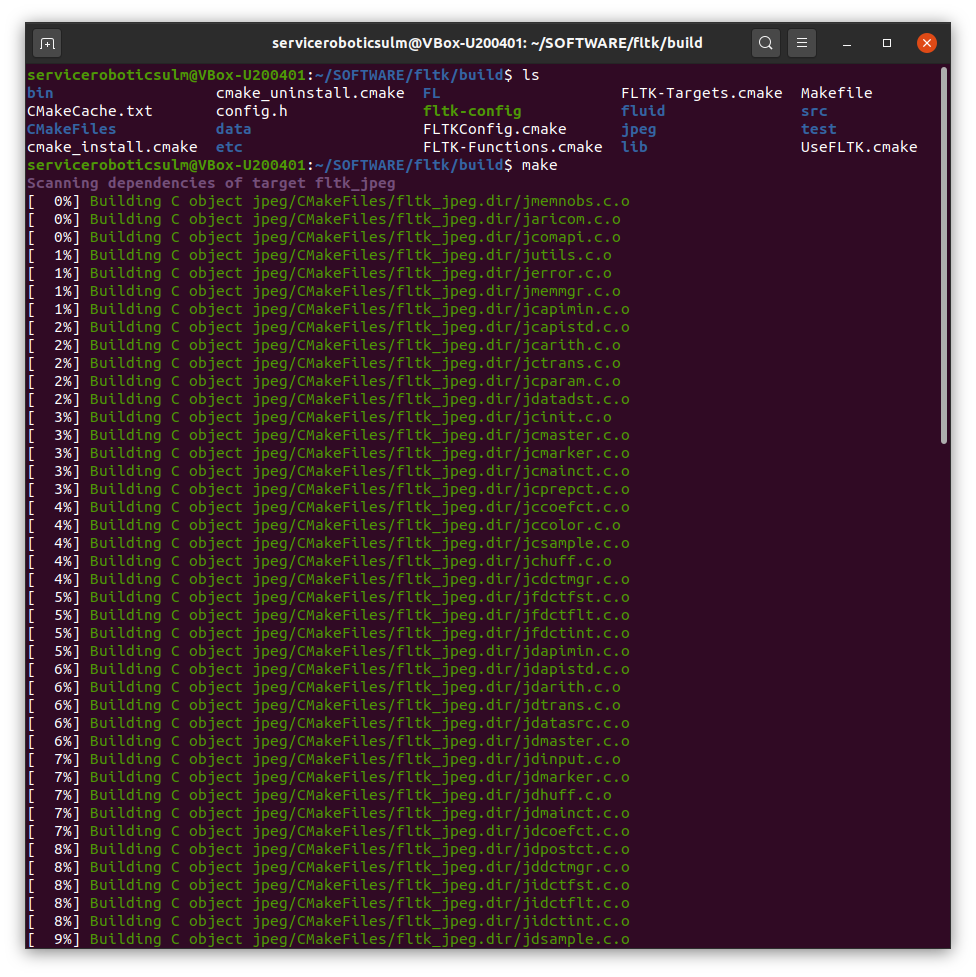 serviceroboticsulm@VBox-U200401: ~/SOFTWARE/fltk/build
serviceroboticsulm@VBox-U200401:~/SOFTWARE/fltk/build$ ls
bin cmake_uninstall.cmake FL FLTK-Targets.cmake Makefile
CMakeCache.txt config.h fltk-config fluid src
CMakeFiles data FLTKConfig.cmake jpeg test
cmake_install.cmake etc FLTK-Functions.cmake lib UseFLTK.cmake
serviceroboticsulm@VBox-U200401:~/SOFTWARE/fltk/build$ make
Scanning dependencies of target fltk_jpeg
[  0%] Building C object jpeg/CMakeFiles/fltk_jpeg.dir/jmemnobs.c.o
[  0%] Building C object jpeg/CMakeFiles/fltk_jpeg.dir/jaricom.c.o
[  0%] Building C object jpeg/CMakeFiles/fltk_jpeg.dir/jcomapi.c.o
[  1%] Building C object jpeg/CMakeFiles/fltk_jpeg.dir/jutils.c.o
[  1%] Building C object jpeg/CMakeFiles/fltk_jpeg.dir/jerror.c.o
[  1%] Building C object jpeg/CMakeFiles/fltk_jpeg.dir/jmemmgr.c.o
[  1%] Building C object jpeg/CMakeFiles/fltk_jpeg.dir/jcapimin.c.o
[  2%] Building C object jpeg/CMakeFiles/fltk_jpeg.dir/jcapistd.c.o
[  2%] Building C object jpeg/CMakeFiles/fltk_jpeg.dir/jcarith.c.o
[  2%] Building C object jpeg/CMakeFiles/fltk_jpeg.dir/jctrans.c.o
[  2%] Building C object jpeg/CMakeFiles/fltk_jpeg.dir/jcparam.c.o
[  2%] Building C object jpeg/CMakeFiles/fltk_jpeg.dir/jdatadst.c.o
[  3%] Building C object jpeg/CMakeFiles/fltk_jpeg.dir/jcinit.c.o
[  3%] Building C object jpeg/CMakeFiles/fltk_jpeg.dir/jcmaster.c.o
[  3%] Building C object jpeg/CMakeFiles/fltk_jpeg.dir/jcmarker.c.o
[  3%] Building C object jpeg/CMakeFiles/fltk_jpeg.dir/jcmainct.c.o
[  3%] Building C object jpeg/CMakeFiles/fltk_jpeg.dir/jcprepct.c.o
[  4%] Building C object jpeg/CMakeFiles/fltk_jpeg.dir/jccoefct.c.o
[  4%] Building C object jpeg/CMakeFiles/fltk_jpeg.dir/jccolor.c.o
[  4%] Building C object jpeg/CMakeFiles/fltk_jpeg.dir/jcsample.c.o
[  4%] Building C object jpeg/CMakeFiles/fltk_jpeg.dir/jchuff.c.o
[  4%] Building C object jpeg/CMakeFiles/fltk_jpeg.dir/jcdctmgr.c.o
[  5%] Building C object jpeg/CMakeFiles/fltk_jpeg.dir/jfdctfst.c.o
[  5%] Building C object jpeg/CMakeFiles/fltk_jpeg.dir/jfdctflt.c.o
[  5%] Building C object jpeg/CMakeFiles/fltk_jpeg.dir/jfdctint.c.o
[  5%] Building C object jpeg/CMakeFiles/fltk_jpeg.dir/jdapimin.c.o
[  6%] Building C object jpeg/CMakeFiles/fltk_jpeg.dir/jdapistd.c.o
[  6%] Building C object jpeg/CMakeFiles/fltk_jpeg.dir/jdarith.c.o
[  6%] Building C object jpeg/CMakeFiles/fltk_jpeg.dir/jdtrans.c.o
[  6%] Building C object jpeg/CMakeFiles/fltk_jpeg.dir/jdatasrc.c.o
[  6%] Building C object jpeg/CMakeFiles/fltk_jpeg.dir/jdmaster.c.o
[  7%] Building C object jpeg/CMakeFiles/fltk_jpeg.dir/jdinput.c.o
[  7%] Building C object jpeg/CMakeFiles/fltk_jpeg.dir/jdmarker.c.o
[  7%] Building C object jpeg/CMakeFiles/fltk_jpeg.dir/jdhuff.c.o
[  7%] Building C object jpeg/CMakeFiles/fltk_jpeg.dir/jdmainct.c.o
[  7%] Building C object jpeg/CMakeFiles/fltk_jpeg.dir/jdcoefct.c.o
[  8%] Building C object jpeg/CMakeFiles/fltk_jpeg.dir/jdpostct.c.o
[  8%] Building C object jpeg/CMakeFiles/fltk_jpeg.dir/jddctmgr.c.o
[  8%] Building C object jpeg/CMakeFiles/fltk_jpeg.dir/jidctfst.c.o
[  8%] Building C object jpeg/CMakeFiles/fltk_jpeg.dir/jidctflt.c.o
[  8%] Building C object jpeg/CMakeFiles/fltk_jpeg.dir/jidctint.c.o
[  9%] Building C object jpeg/CMakeFiles/fltk_jpeg.dir/jdsample.c.o